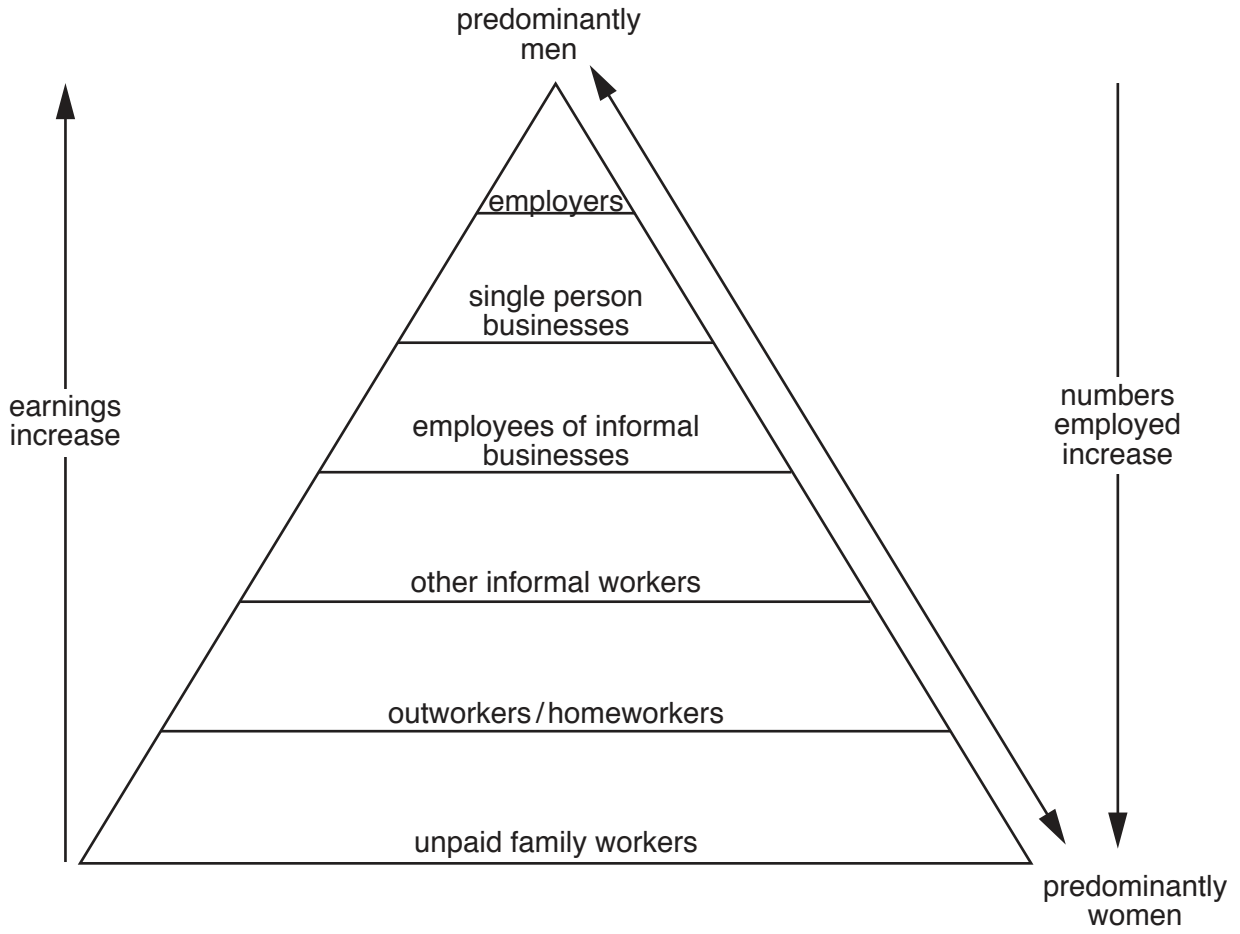 predominantly
men
employers
single person
businesses
earnings
increase
numbers
employed
increase
employees of informal
businesses
other informal workers
outworkers/homeworkers
unpaid family workers
predominantly
women